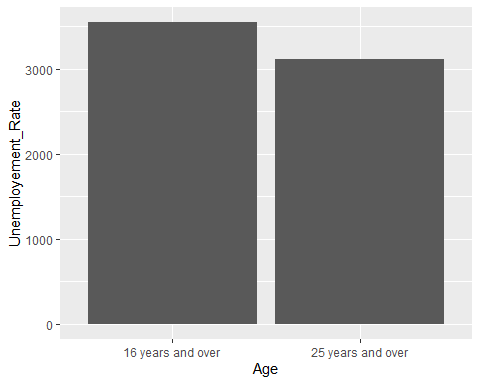 Unemployement_Rate
3000
2000
1000
0
16 years and over
25 years and over
Age